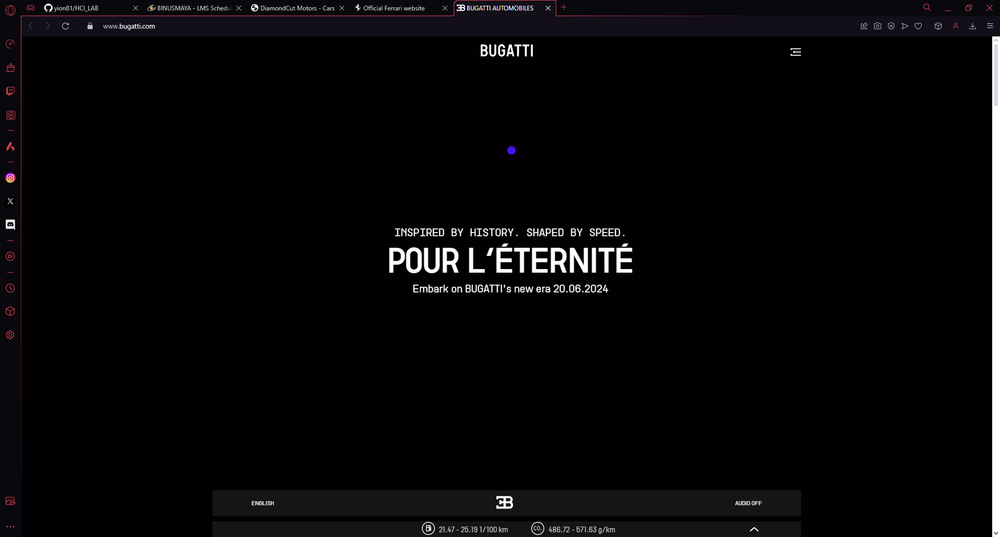 yion81/HCI_LAB
BINUSMAYA - LMS Schedu
DiamondCut Motors - Cars
Official Ferrari website
BUGATTI AUTOMOBILES
www.bugatti.com
BUGATTI
INSPIRED BY HISTORY. SHAPED BY SPEED.
POUR L‘ÉTERNITÉ
Embark on BUGATTI's new era 20.06.2024
ENGLISH
EB
AUDIO OFF
21.47 - 25.19 l/100 km
CO₂
486.72 - 571.63 g/km